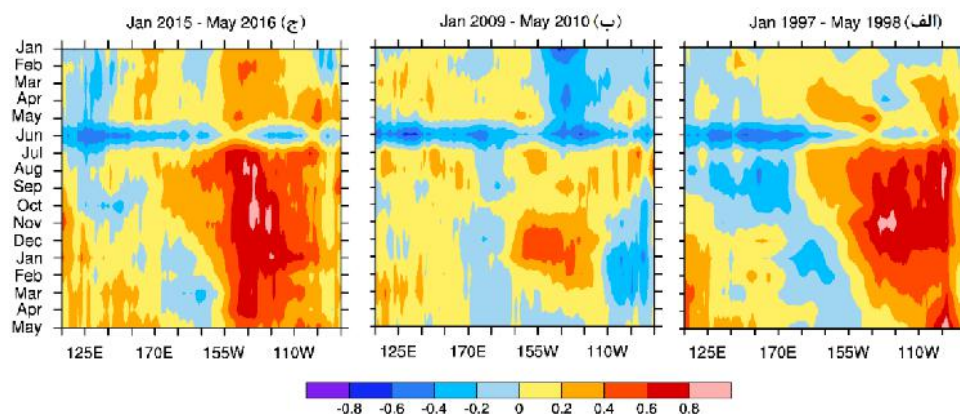 Jan 2015 - May 2016 (ج)
Jan 2009 - May 2010 (ب)
Jan 1997 - May 1998 (الف)
Jan
Feb
Mar
Apr
May
Jun
Jul
Aug
Sep
Oct
Nov
Dec
Jan
Feb
Mar
Apr
May
125E 170E 155W 110W
125E 170E 155W 110W
125E 170E 155W 110W
-0.8 -0.6 -0.4 -0.2 0 0.2 0.4 0.6 0.8